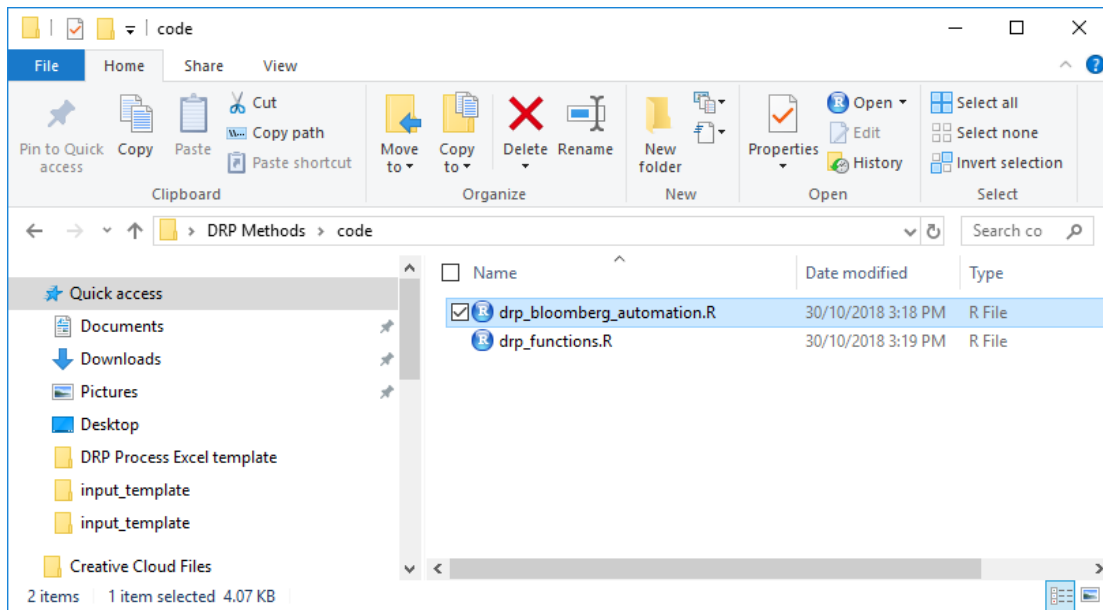 code
File Home Share View
Pin to Quick access
Copy
Paste
Cut
Copy path
Paste shortcut
Clipboard
Move to
Copy to
Delete
Rename
Organize
New folder
New
Properties
Open
Edit
History
Open
Select all
Select none
Invert selection
Select
DRP Methods > code
Search co
Quick access
Documents
Downloads
Pictures
Desktop
DRP Process Excel template
input_template
input_template
Creative Cloud Files
Name Date modified Type
drp_bloomberg_automation.R 30/10/2018 3:18 PM R File
drp_functions.R 30/10/2018 3:19 PM R File
2 items 1 item selected 4.07 KB